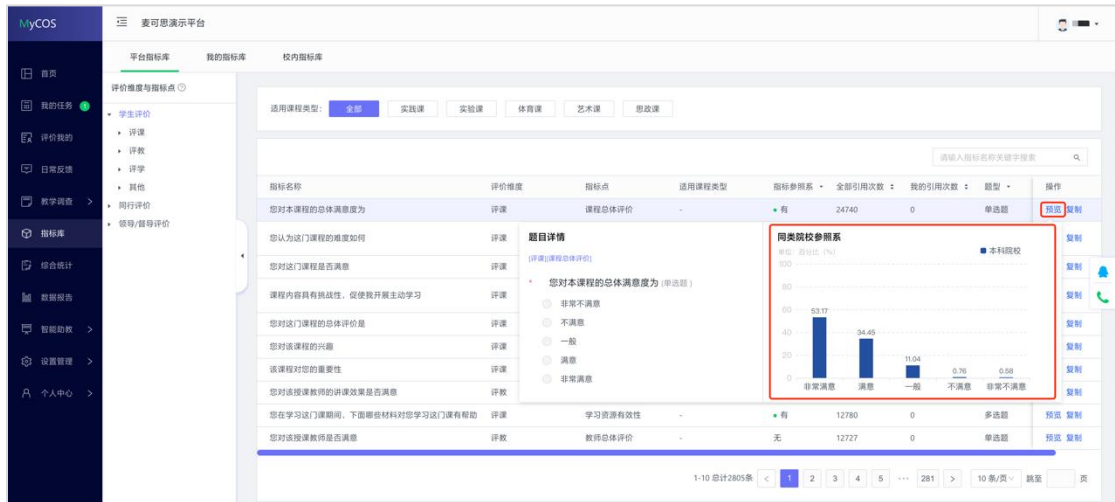 MyCOS
麦可思演示平台
平台指标库 我的指标库 校内指标库
首页
我的任务 1
评价我的
日常反馈
教学调查
指标库
综合统计
数据报告
智能助教
设置管理
个人中心
评价维度与指标点
学生评价
评课
评教
评学
其他
同行评价
领导/督导评价
适用课程类型: 全部 实践课 实验课 体育课 艺术课 思政课
请输入指标名称关键字搜索
指标名称 评价维度 指标点 适用课程类型 指标参照系 全部引用次数 我的引用次数 题型 操作
您对本课程的总体满意度为 评课 课程总体评价 - 有 24740 0 单选题 预览 复制
您认为这门课程的难度如何 评课 复制
您对这门课程是否满意 评课 复制
课程内容具有挑战性，促使我开展主动学习 评课 复制
您对这门课程的总体评价是 评课 复制
您对该课程的兴趣 评课 复制
该课程对您的重要性 评课 复制
您对该授课教师的讲课效果是否满意 评教 复制
您在学习这门课期间，下面哪些材料对您学习这门课有帮助 评课 学习资源有效性 - 有 12780 0 多选题 预览 复制
您对该授课教师是否满意 评教 教师总体评价 - 无 12727 0 单选题 预览 复制
题目详情
[评课][课程总体评价]
* 您对本课程的总体满意度为 (单选题)
非常不满意
不满意
一般
满意
非常满意
同类院校参照系
单位：百分比 (%)
本科院校
100
80
60
40
20
0
53.17
34.45
11.04
0.76
0.58
非常满意 满意 一般 不满意 非常不满意
1-10 总计2805条 < 1 2 3 4 5 ··· 281 > 10 条/页 跳至 页